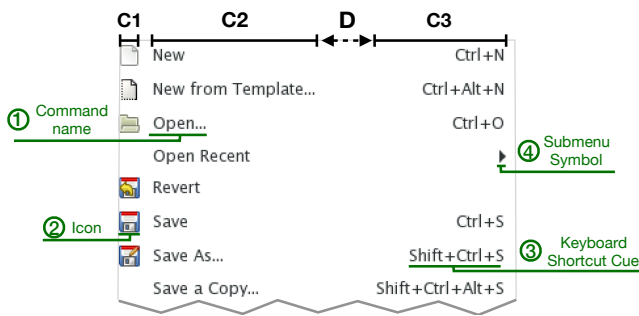 C1 C2 D C3
New Ctrl+N
New from Template... Ctrl+Alt+N
① Command name
Open... Ctrl+O
Open Recent
④ Submenu Symbol
Revert
② Icon
Save Ctrl+S
Save As... Shift+Ctrl+S
③ Keyboard Shortcut Cue
Save a Copy... Shift+Ctrl+Alt+S